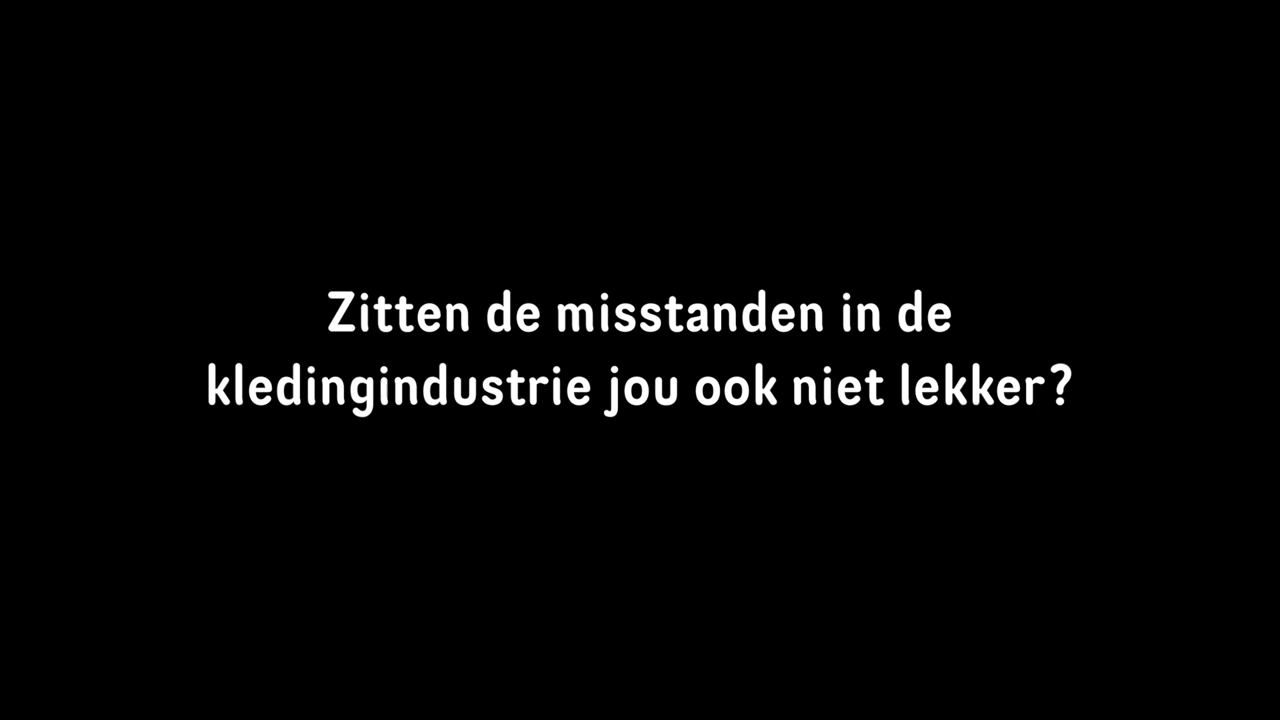 Zitten de misstanden in de
kledingindustrie jou ook niet lekker?